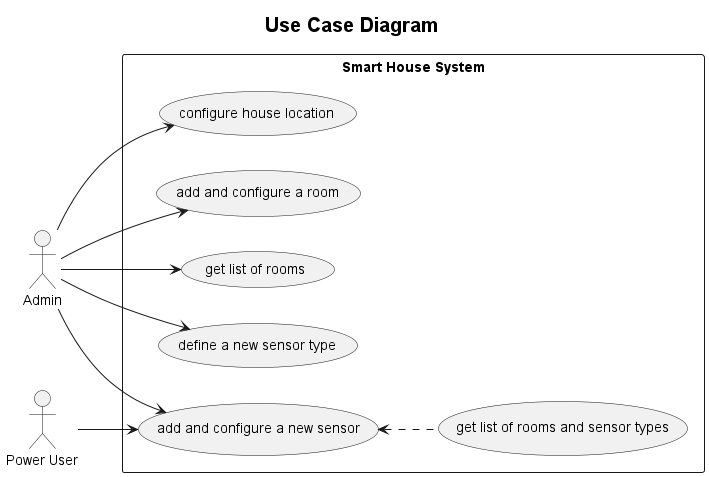 Use Case Diagram
Smart House System
configure house location
add and configure a room
get list of rooms
Admin
define a new sensor type
add and configure a new sensor
get list of rooms and sensor types
Power User